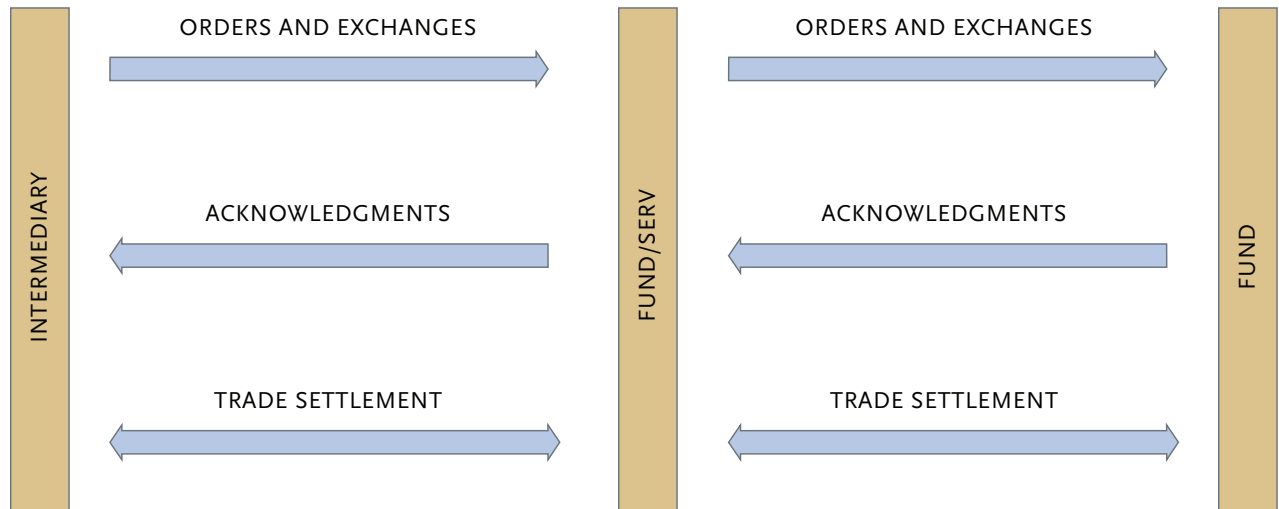 ORDERS AND EXCHANGES
ORDERS AND EXCHANGES
INTERMEDIARY
ACKNOWLEDGMENTS
FUND/SERV
ACKNOWLEDGMENTS
FUND
TRADE SETTLEMENT
TRADE SETTLEMENT